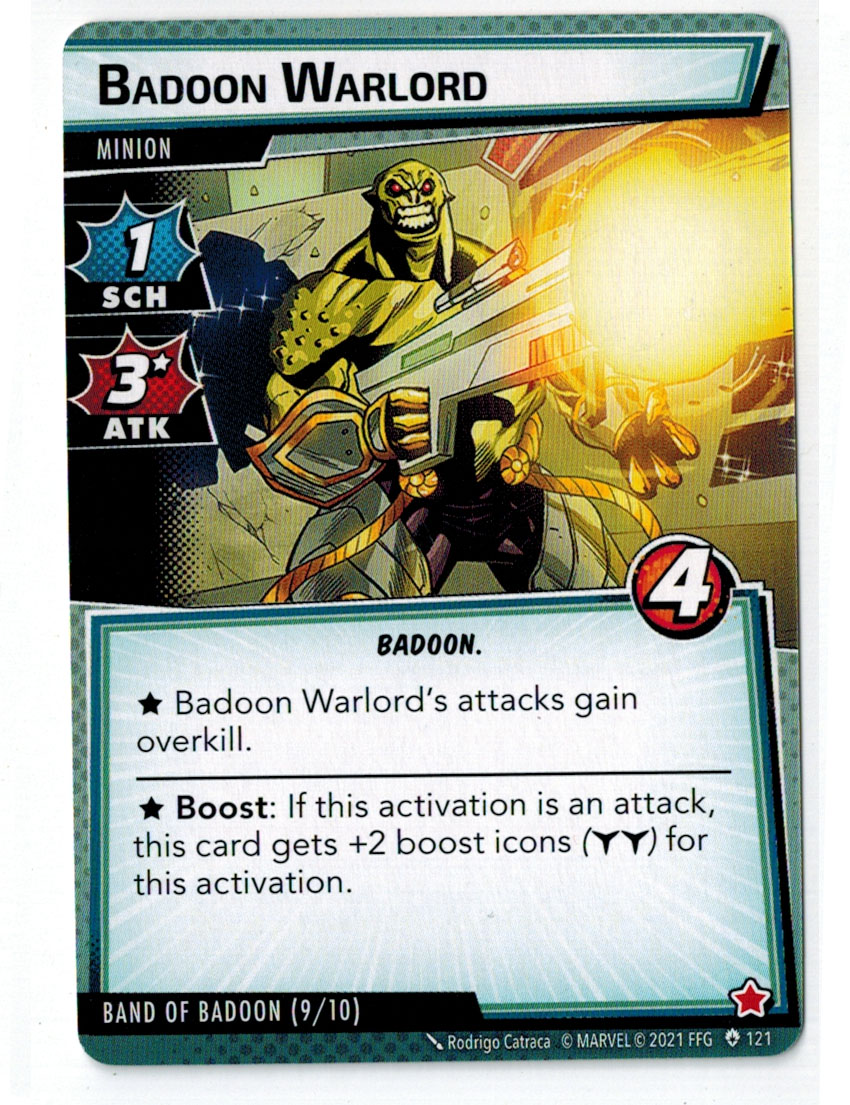 BADOON WARLORD
MINION
1
SCH
3★
ATK
4
BADOON.
★ Badoon Warlord's attacks gain
overkill.
★ Boost: If this activation is an attack,
this card gets +2 boost icons () for
this activation.
BAND OF BADOON (9/10)
Rodrigo Catraca © MARVEL © 2021 FFG 121